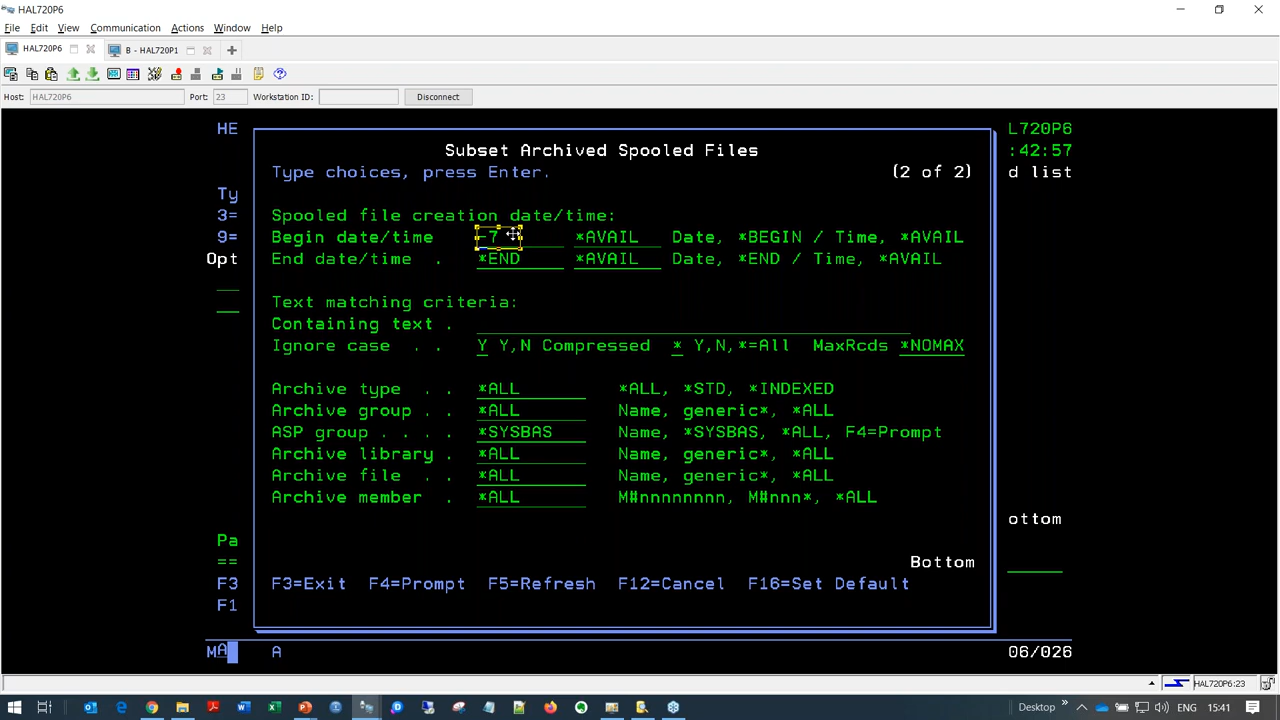 HAL720P6
File Edit View Communication Actions Window Help
HAL720P6 B - HAL720P1
Host: HAL720P6 Port: 23 Workstation ID: Disconnect
HE L720P6
Subset Archived Spooled Files :42:57
Type choices, press Enter. (2 of 2) d list
Ty
3= Spooled file creation date/time:
9= Begin date/time -7 *AVAIL Date, *BEGIN / Time, *AVAIL
Opt End date/time . *END *AVAIL Date, *END / Time, *AVAIL
Text matching criteria:
Containing text .
Ignore case . . Y Y,N Compressed * Y,N,*=All MaxRcds *NOMAX
Archive type . . *ALL *ALL, *STD, *INDEXED
Archive group . . *ALL Name, generic*, *ALL
ASP group . . . . *SYSBAS Name, *SYSBAS, *ALL, F4=Prompt
Archive library . *ALL Name, generic*, *ALL
Archive file . . *ALL Name, generic*, *ALL
Archive member . *ALL M#nnnnnnnn, M#nnn*, *ALL
ottom
Pa
== Bottom
F3 F3=Exit F4=Prompt F5=Refresh F12=Cancel F16=Set Default
F1
MA A 06/026
HAL720P6:23
Desktop ENG 15:41